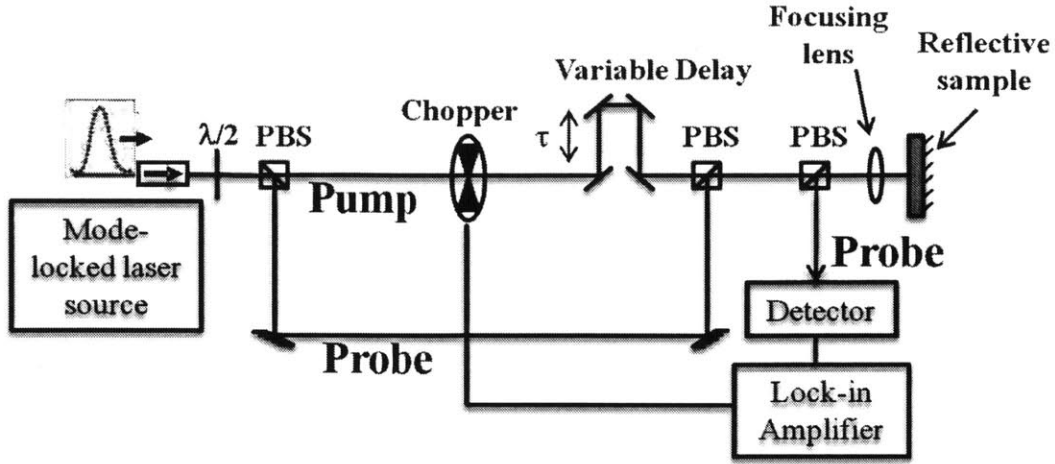 Focusing
lens
Reflective
sample
Variable Delay
Chopper
λ/2
PBS
τ
PBS
PBS
Pump
Mode-
locked laser
source
Probe
Detector
Probe
Lock-in
Amplifier